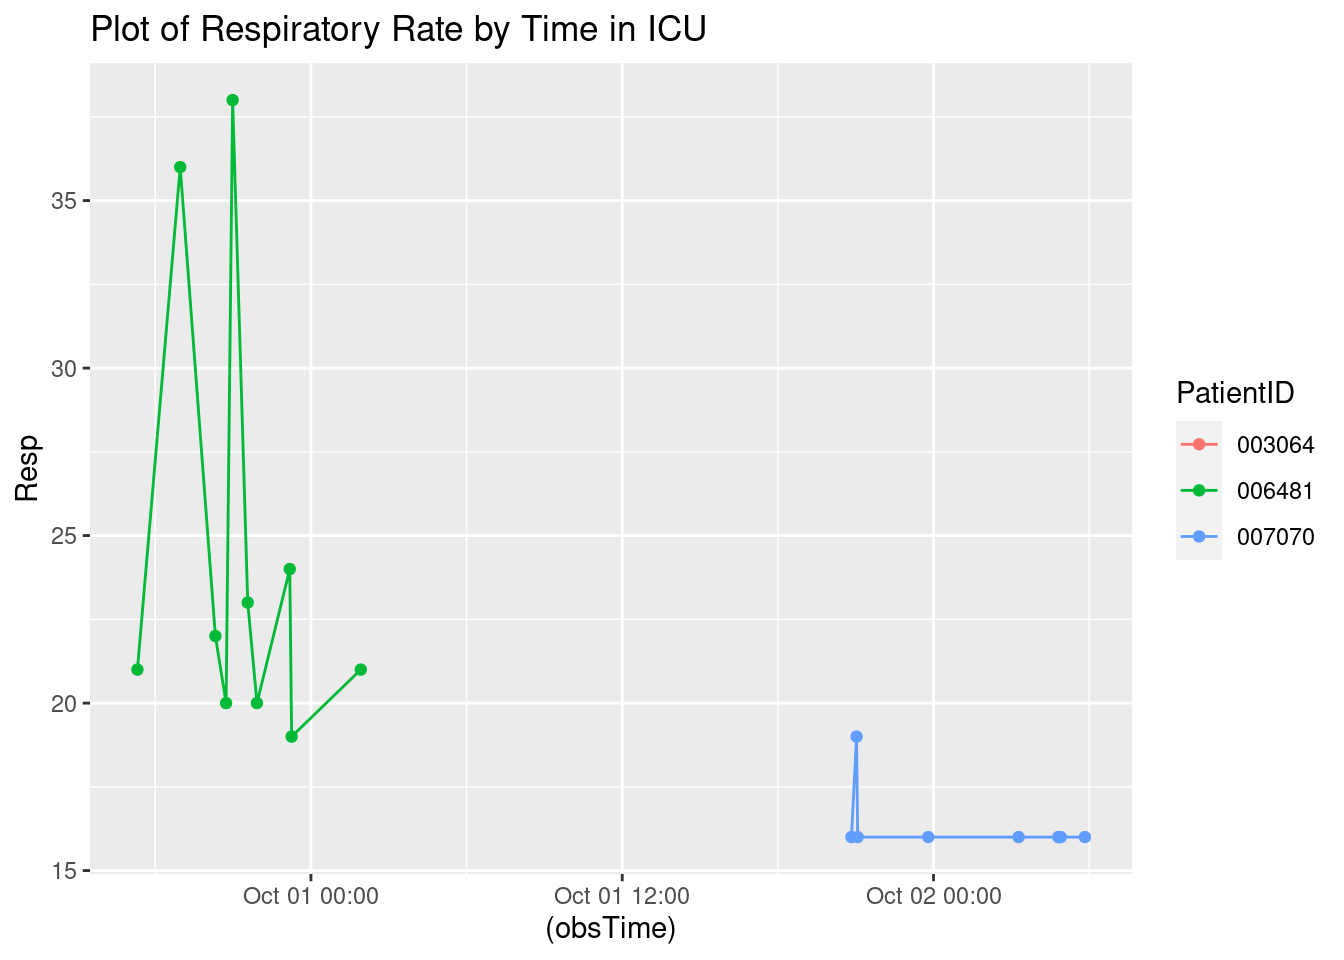 Plot of Respiratory Rate by Time in ICU
Resp
35
30
25
20
15
Oct 01 00:00
Oct 01 12:00
Oct 02 00:00
(obsTime)
PatientID
003064
006481
007070